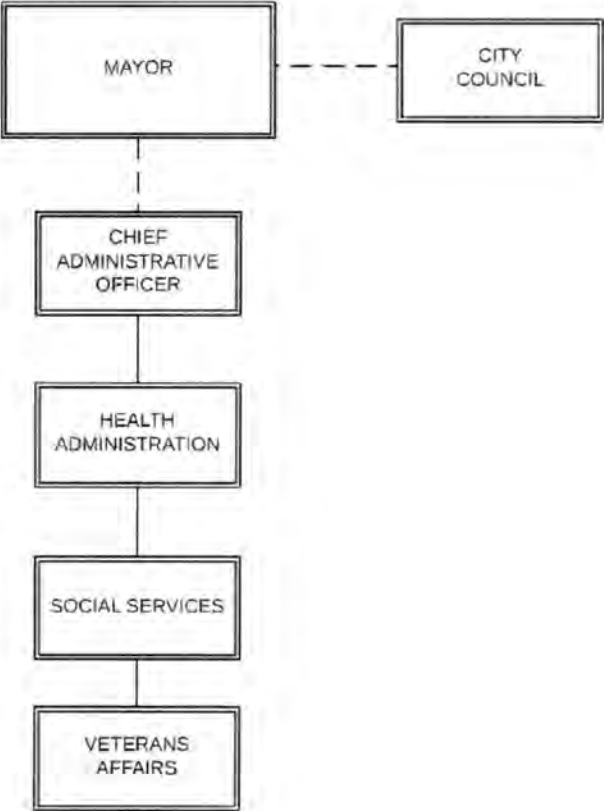 MAYOR
CITY
COUNCIL
CHIEF
ADMINISTRATIVE
OFFICER
HEALTH
ADMINISTRATION
SOCIAL SERVICES
VETERANS
AFFAIRS